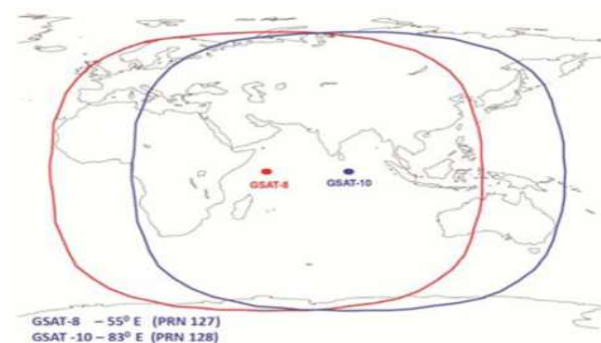 GSAT-8 GSAT-10
GSAT-8 – 55⁰ E (PRN 127)
GSAT -10 – 83⁰ E (PRN 128)